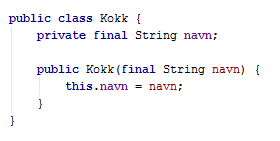 public class Kokk {
    private final String navn;

    public Kokk(final String navn) {
        this.navn = navn;
    }
}